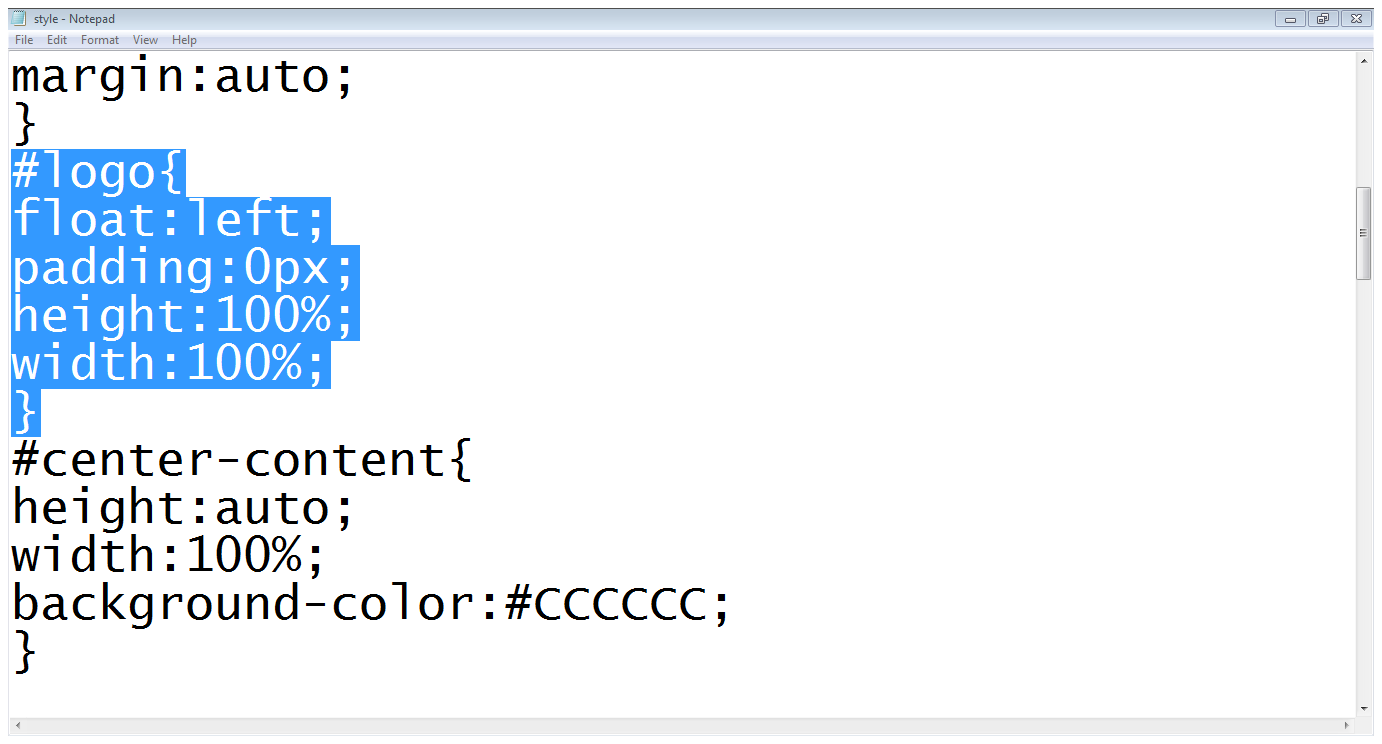 style - Notepad
File Edit Format View Help
margin:auto;
}
#logo{
float:left;
padding:0px;
height:100%;
width:100%;
}
#center-content{
height:auto;
width:100%;
background-color:#CCCCCC;
}